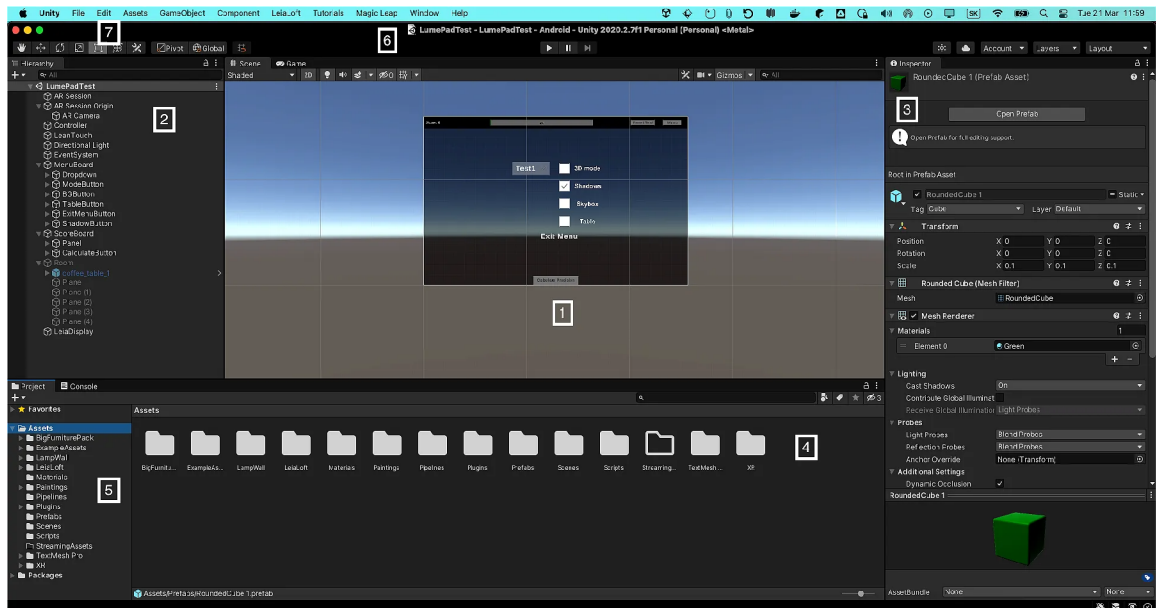 Unity File Edit Assets GameObject Component LeiaLoft Tutorials Magic Leap Window Help SK Tue 21 Mar 11:59
7
6 LumePadTest - LumePadTest - Android - Unity 2020.2.7f1 Personal (Personal) <Metal>
Pivot Global Account Layers Layout
Hierarchy
All
LumePadTest
AR Session
AR Session Origin
AR Camera
2
Controller
LeanTouch
Directional Light
EventSystem
MenuBoard
Dropdown
ModeButton
BGButton
TableButton
ExitMenuButton
ShadowButton
ScoreBoard
Panel
CalculateButton
Room
coffee_table_1
Plane
Plane (1)
Plane (2)
Plane (3)
Plane (4)
LeiaDisplay
Scene Game
Shaded 2D 0 Gizmos All
Test1 3D mode
Shadows
Skybox
Table
Exit Menu
1
Inspector
RoundedCube 1 (Prefab Asset)
3
Open Prefab
Open Prefab for full editing support.
Root in Prefab Asset
RoundedCube 1 Static
Tag Cube Layer Default
Transform
Position X 0 Y 0 Z 0
Rotation X 0 Y 0 Z 0
Scale X 0.1 Y 0.1 Z 0.1
Rounded Cube (Mesh Filter)
Mesh RoundedCube
Mesh Renderer
Materials 1
Element 0 Green
Lighting
Cast Shadows On
Contribute Global Illuminat
Receive Global Illumination Light Probes
Probes
Light Probes Blend Probes
Reflection Probes Blend Probes
Anchor Override None (Transform)
Additional Settings
Dynamic Occlusion
RoundedCube 1
AssetBundle None None
Project Console
3
Favorites
Assets
BigFurniturePack
ExampleAssets
LampWall
LeiaLoft
Materials
Paintings
5
Pipelines
Plugins
Prefabs
Scenes
Scripts
StreamingAssets
TextMesh Pro
XR
Packages
Assets
4
BigFurnitu... ExampleAs... LampWall LeiaLoft Materials Paintings Pipelines Plugins Prefabs Scenes Scripts Streaming... TextMesh ... XR
Assets/Prefabs/RoundedCube 1.prefab